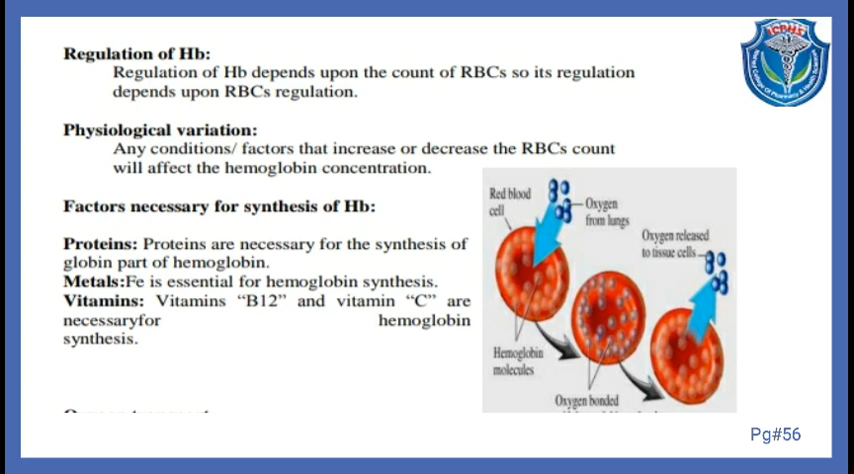 Regulation of Hb:
Regulation of Hb depends upon the count of RBCs so its regulation
depends upon RBCs regulation.
Physiological variation:
Any conditions/ factors that increase or decrease the RBCs count
will affect the hemoglobin concentration.
Factors necessary for synthesis of Hb:
Proteins: Proteins are necessary for the synthesis of
globin part of hemoglobin.
Metals:Fe is essential for hemoglobin synthesis.
Vitamins: Vitamins “B12” and vitamin “C” are
necessaryfor hemoglobin
synthesis.
Red blood
cell
Oxygen
from lungs
Oxygen released
to tissue cells
Hemoglobin
molecules
Oxygen bonded
ICPHS
Pg#56